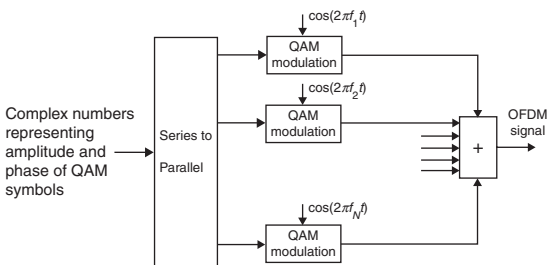 cos(2πf₁t)
QAM
modulation
cos(2πf₂t)
QAM
modulation
Complex numbers
representing
amplitude and
phase of QAM
symbols
Series to
Parallel
OFDM
signal
+
cos(2πf_Nt)
QAM
modulation